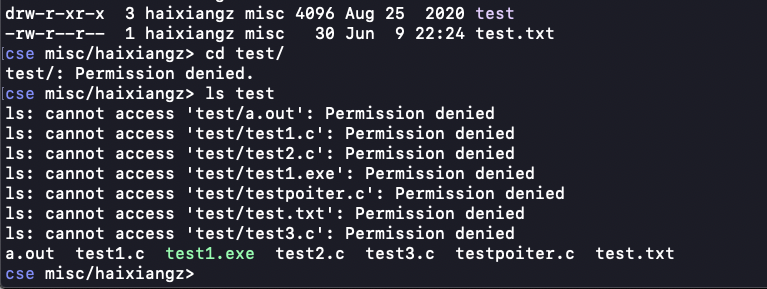 drw-r-xr-x  3 haixiangz misc 4096 Aug 25  2020 test
-rw-r--r--  1 haixiangz misc   30 Jun  9 22:24 test.txt
[cse misc/haixiangz> cd test/
test/: Permission denied.
[cse misc/haixiangz> ls test
ls: cannot access 'test/a.out': Permission denied
ls: cannot access 'test/test1.c': Permission denied
ls: cannot access 'test/test2.c': Permission denied
ls: cannot access 'test/test1.exe': Permission denied
ls: cannot access 'test/testpoiter.c': Permission denied
ls: cannot access 'test/test.txt': Permission denied
ls: cannot access 'test/test3.c': Permission denied
a.out  test1.c  test1.exe  test2.c  test3.c  testpoiter.c  test.txt
cse misc/haixiangz>